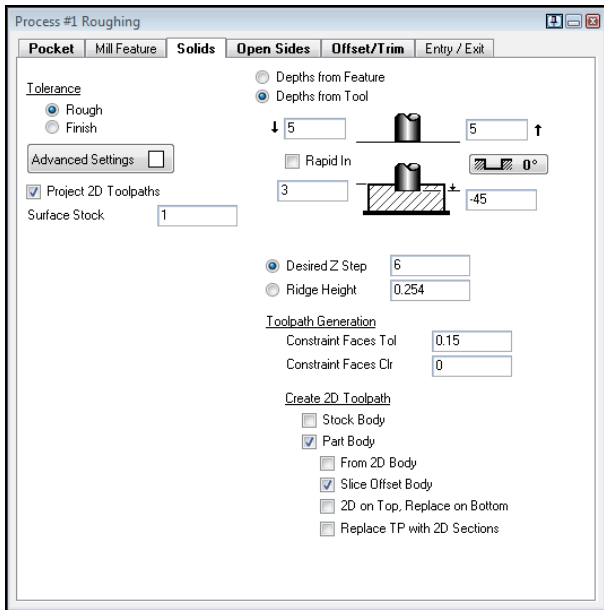 Process #1 Roughing
Pocket Mill Feature Solids Open Sides Offset/Trim Entry / Exit
Tolerance
Rough
Finish
Advanced Settings
Project 2D Toolpaths
Surface Stock 1
Depths from Feature
Depths from Tool
↓ 5 5 ↑
Rapid In 0°
3 -45
Desired Z Step 6
Ridge Height 0.254
Toolpath Generation
Constraint Faces Tol 0.15
Constraint Faces Clr 0
Create 2D Toolpath
Stock Body
Part Body
From 2D Body
Slice Offset Body
2D on Top, Replace on Bottom
Replace TP with 2D Sections